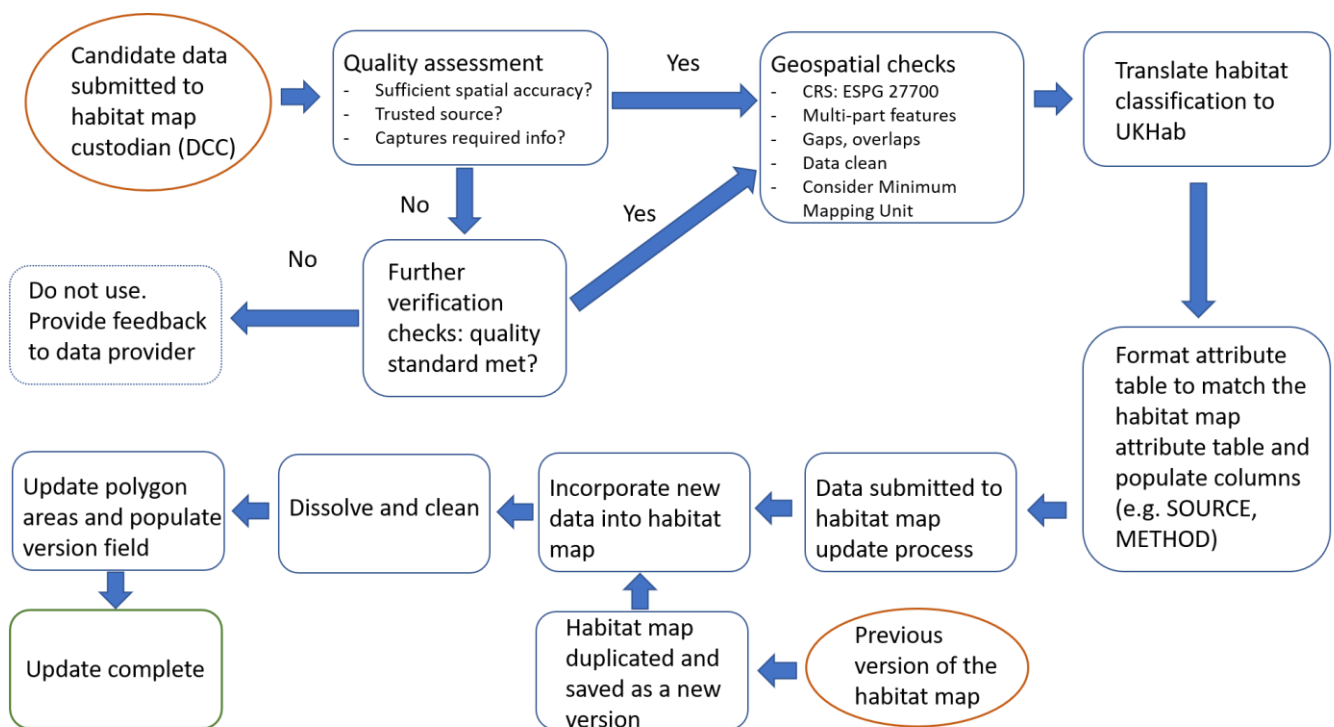 Candidate data
submitted to
habitat map
custodian (DCC)
Quality assessment
- Sufficient spatial accuracy?
- Trusted source?
- Captures required info?
Yes
Geospatial checks
- CRS: ESPG 27700
- Multi-part features
- Gaps, overlaps
- Data clean
- Consider Minimum
Mapping Unit
Translate habitat
classification to
UKHab
No
Yes
Further
verification
checks: quality
standard met?
No
Do not use.
Provide feedback
to data provider
Format attribute
table to match the
habitat map
attribute table and
populate columns
(e.g. SOURCE,
METHOD)
Data submitted to
habitat map
update process
Incorporate new
data into habitat
map
Dissolve and clean
Update polygon
areas and populate
version field
Previous
version of the
habitat map
Habitat map
duplicated and
saved as a new
version
Update complete